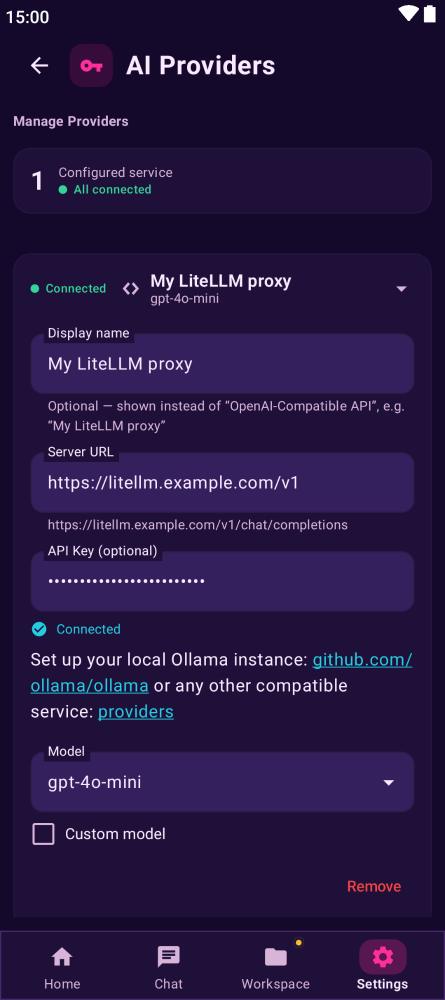 15:00
AI Providers
Manage Providers
1
Configured service
All connected
Connected
My LiteLLM proxy
gpt-4o-mini
Display name
My LiteLLM proxy
Optional — shown instead of “OpenAI-Compatible API”, e.g.
“My LiteLLM proxy”
Server URL
https://litellm.example.com/v1
https://litellm.example.com/v1/chat/completions
API Key (optional)
•••••••••••••••••••••••••
Connected
Set up your local Ollama instance: github.com/
ollama/ollama or any other compatible
service: providers
Model
gpt-4o-mini
Custom model
Remove
Home
Chat
Workspace
Settings